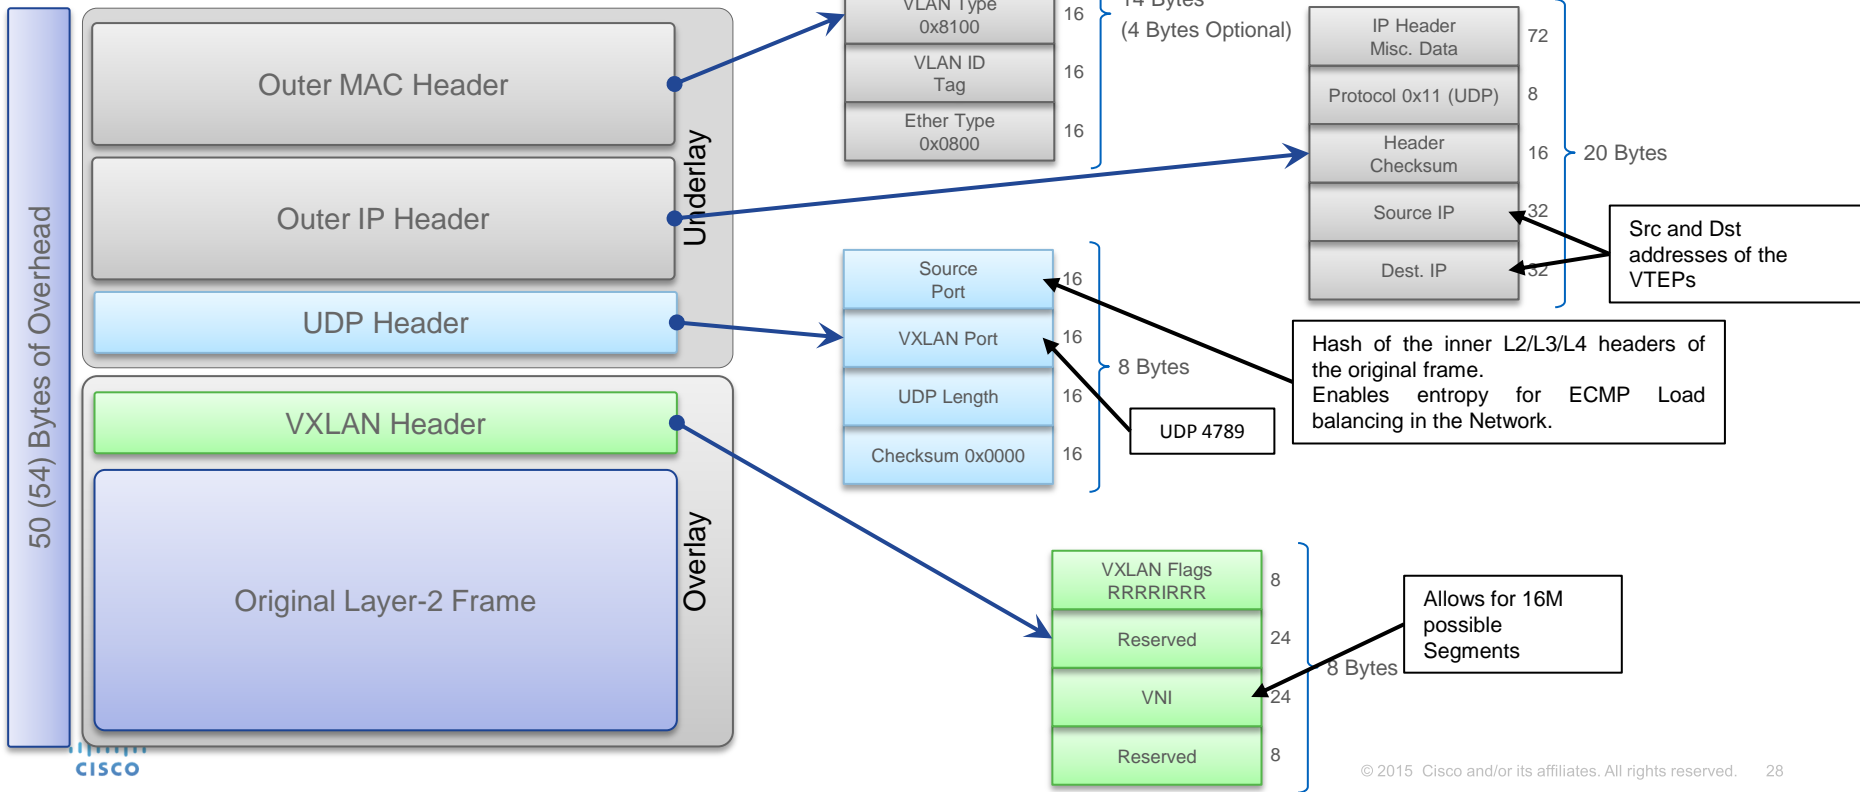 50 (54) Bytes of Overhead
Outer MAC Header
Outer IP Header
UDP Header
Underlay
VXLAN Header
Original Layer-2 Frame
Overlay
VLAN Type
0x8100
16
VLAN ID
Tag
16
Ether Type
0x0800
16
14 Bytes
(4 Bytes Optional)
IP Header
Misc. Data
72
Protocol 0x11 (UDP)
8
Header
Checksum
16
Source IP
32
Dest. IP
32
20 Bytes
Src and Dst
addresses of the
VTEPs
Source
Port
16
VXLAN Port
16
UDP Length
16
Checksum 0x0000
16
8 Bytes
UDP 4789
Hash of the inner L2/L3/L4 headers of
the original frame.
Enables entropy for ECMP Load
balancing in the Network.
VXLAN Flags
RRRRIRRR
8
Reserved
24
VNI
24
Reserved
8
8 Bytes
Allows for 16M
possible
Segments
CISCO
© 2015 Cisco and/or its affiliates. All rights reserved.
28